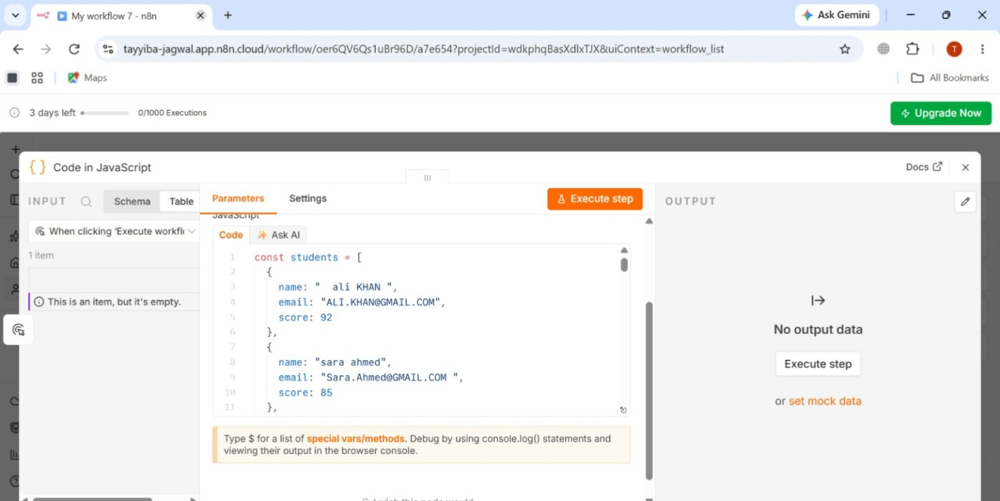 My workflow 7 - n8n
Ask Gemini
tayyiba-jagwal.app.n8n.cloud/workflow/oer6QV6Qs1uBr96D/a7e654?projectId=wdkphqBasXdlxTJX&uiContext=workflow_list
T
Maps
All Bookmarks
3 days left
0/1000 Executions
Upgrade Now
{} Code in JavaScript
Docs
INPUT
Schema
Table
Parameters
Settings
Execute step
OUTPUT
JavaScript
When clicking 'Execute workfl
Code
Ask AI
1 item
This is an item, but it's empty.
1 const students = [
2 {
3 name: "  ali KHAN ",
4 email: "ALI.KHAN@GMAIL.COM",
5 score: 92
6 },
7 {
8 name: "sara ahmed",
9 email: "Sara.Ahmed@GMAIL.COM ",
10 score: 85
11 },
Type $ for a list of special vars/methods. Debug by using console.log() statements and
viewing their output in the browser console.
I wish this node would
No output data
Execute step
or set mock data